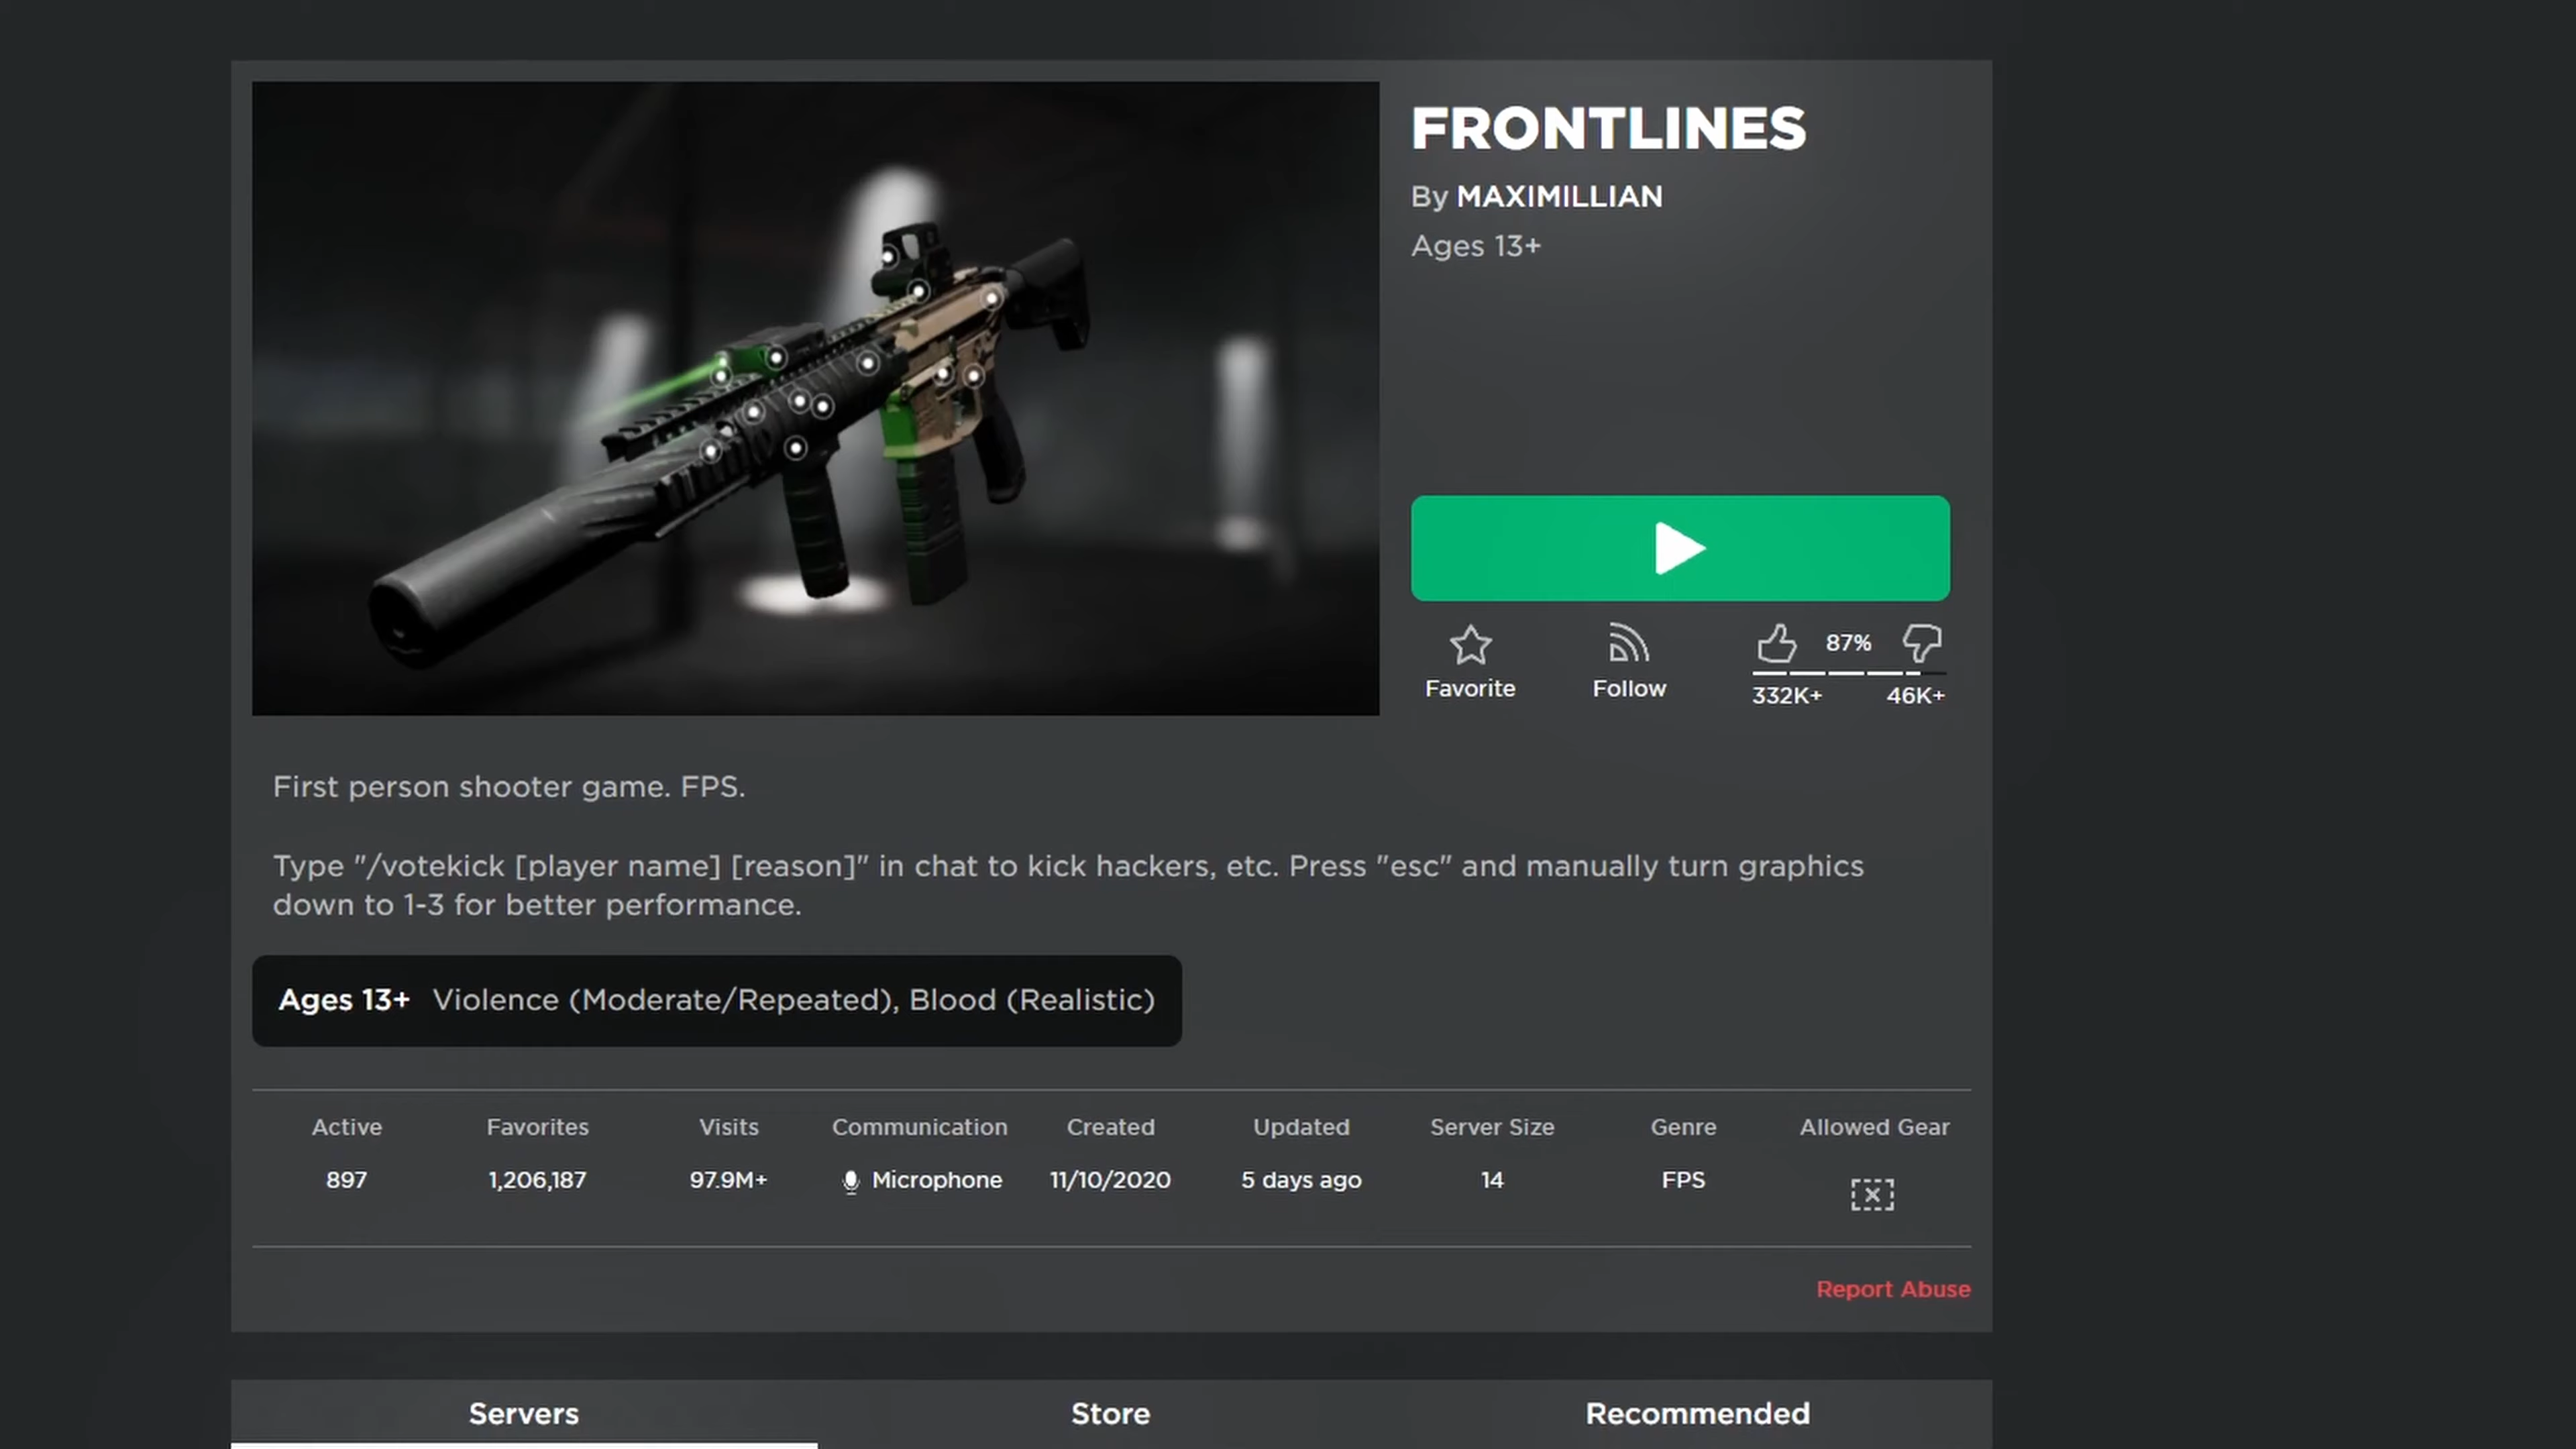 FRONTLINES
By MAXIMILLIAN
Ages 13+
87%
Favorite
Follow
332K+
46K+
First person shooter game. FPS.
Type "/votekick [player name] [reason]" in chat to kick hackers, etc. Press "esc" and manually turn graphics
down to 1-3 for better performance.
Ages 13+ Violence (Moderate/Repeated), Blood (Realistic)
Active Favorites Visits Communication Created Updated Server Size Genre Allowed Gear
897 1,206,187 97.9M+ Microphone 11/10/2020 5 days ago 14 FPS
Report Abuse
Servers Store Recommended